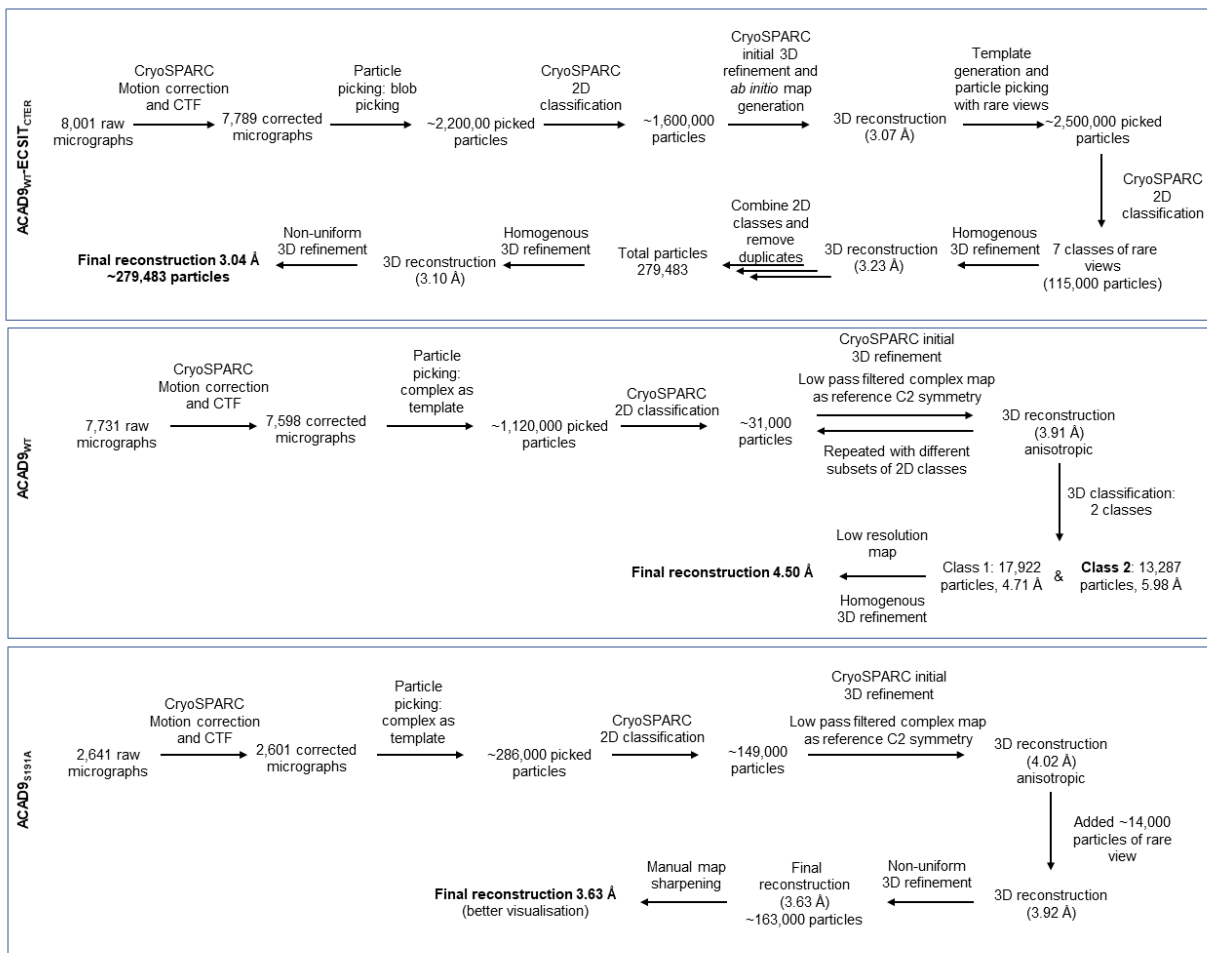 ACAD9WT-ECSITCTER
8,001 raw
micrographs
CryoSPARC
Motion correction
and CTF
7,789 corrected
micrographs
Particle
picking: blob
picking
~2,200,00 picked
particles
CryoSPARC
2D
classification
~1,600,000
particles
CryoSPARC
initial 3D
refinement and
ab initio map
generation
3D reconstruction
(3.07 Å)
Template
generation and
particle picking
with rare views
~2,500,000 picked
particles
CryoSPARC
2D
classification
7 classes of rare
views
(115,000 particles)
Homogenous
3D refinement
3D reconstruction
(3.23 Å)
Combine 2D
classes and
remove
duplicates
Total particles
279,483
Homogenous
3D refinement
3D reconstruction
(3.10 Å)
Non-uniform
3D refinement
Final reconstruction 3.04 Å
~279,483 particles
ACAD9WT
7,731 raw
micrographs
CryoSPARC
Motion correction
and CTF
7,598 corrected
micrographs
Particle
picking:
complex as
template
~1,120,000 picked
particles
CryoSPARC
2D classification
~31,000
particles
CryoSPARC initial
3D refinement
Low pass filtered complex map
as reference C2 symmetry
Repeated with different
subsets of 2D classes
3D reconstruction
(3.91 Å)
anisotropic
3D classification:
2 classes
Class 1: 17,922
particles, 4.71 Å
&
Class 2: 13,287
particles, 5.98 Å
Low resolution
map
Homogenous
3D refinement
Final reconstruction 4.50 Å
ACAD9S191A
2,641 raw
micrographs
CryoSPARC
Motion correction
and CTF
2,601 corrected
micrographs
Particle
picking:
complex as
template
~286,000 picked
particles
CryoSPARC
2D classification
~149,000
particles
CryoSPARC initial
3D refinement
Low pass filtered complex map
as reference C2 symmetry
3D reconstruction
(4.02 Å)
anisotropic
Added ~14,000
particles of rare
view
3D reconstruction
(3.92 Å)
Non-uniform
3D refinement
Final
reconstruction
(3.63 Å)
~163,000 particles
Manual map
sharpening
Final reconstruction 3.63 Å
(better visualisation)